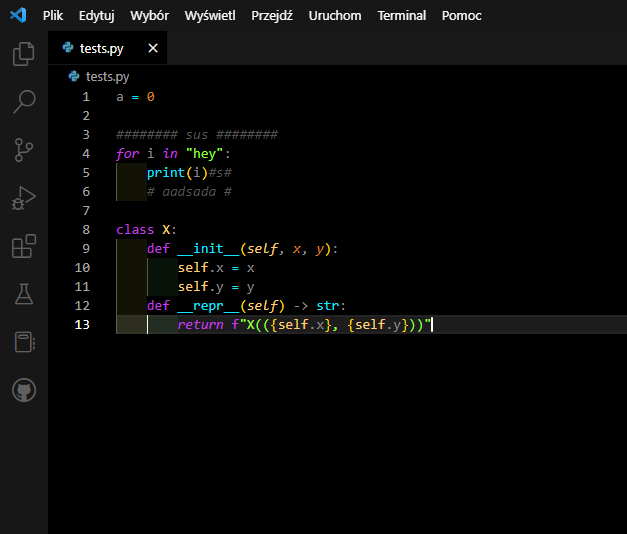 Plik Edytuj Wybór Wyświetl Przejdź Uruchom Terminal Pomoc
tests.py
tests.py
1 a = 0
2
3 ######## sus ########
4 for i in "hey":
5     print(i)#s#
6     # aadsada #
7
8 class X:
9     def __init__(self, x, y):
10         self.x = x
11         self.y = y
12     def __repr__(self) -> str:
13         return f"X(({self.x}, {self.y}))"